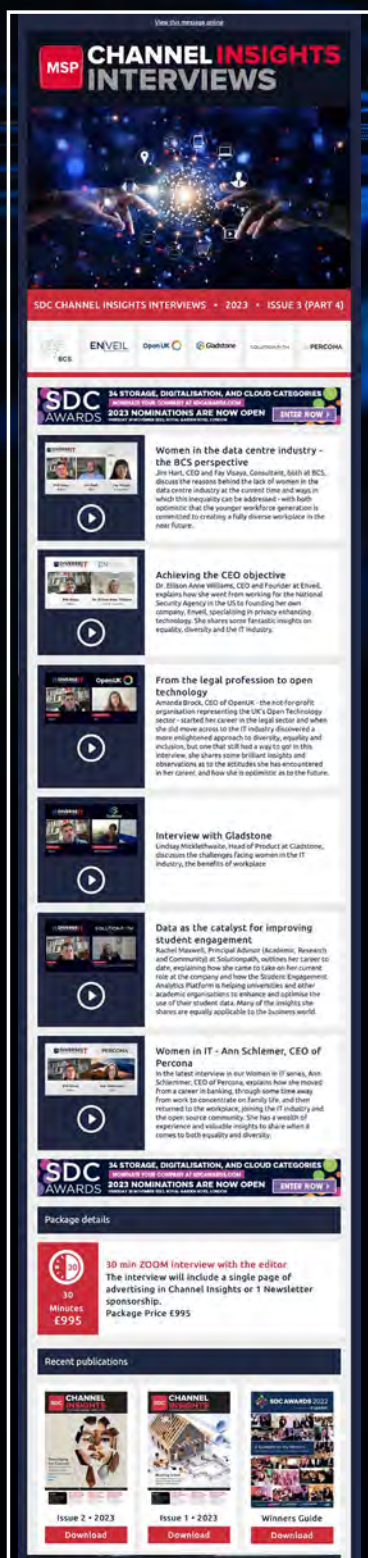 View this message online
MSP CHANNEL INSIGHTS
INTERVIEWS
SDC CHANNEL INSIGHTS INTERVIEWS • 2023 • ISSUE 3 (PART 4)
BCS ENVEIL OpenUK Gladstone SOLUTIONPATH PERCONA
SDC AWARDS
34 STORAGE, DIGITALISATION, AND CLOUD CATEGORIES
NOMINATE YOUR COMPANY AT SDCAWARDS.COM
2023 NOMINATIONS ARE NOW OPEN ENTER NOW
Women in the data centre industry -
the BCS perspective
Jim Hart, CEO and Fay Visaya, Consultant, both at BCS,
discuss the reasons behind the lack of women in the
data centre industry at the current time and ways in
which this inequality can be addressed - with both
optimistic that the younger workforce generation is
committed to creating a fully diverse workplace in the
near future.
Achieving the CEO objective
Dr. Ellison Anne Williams, CEO and Founder at Enveil,
explains how she went from working for the National
Security Agency in the US to founding her own
company, Enveil, specialising in privacy enhancing
technology. She shares some fantastic insights on
equality, diversity and the IT industry.
OpenUK
From the legal profession to open
technology
Amanda Brock, CEO of OpenUK - the not-for-profit
organisation representing the UK's Open Technology
sector - started her career in the legal sector and when
she did move across to the IT industry discovered a
more enlightened approach to diversity, equality and
inclusion, but one that still had a way to go! In this
interview, she shares some brilliant insights and
observations as to the attitudes she has encountered
in her career, and how she is optimistic as to the future.
Interview with Gladstone
Lindsay Micklethwaite, Head of Product at Gladstone,
discusses the challenges facing women in the IT
industry, the benefits of workplace
SOLUTIONPATH
Data as the catalyst for improving
student engagement
Rachel Maxwell, Principal Advisor (Academic, Research
and Community) at Solutionpath, outlines her career to
date, explaining how she came to take on her current
role at the company and how the Student Engagement
Analytics Platform is helping universities and other
academic organisations to enhance and optimise the
use of their student data. Many of the insights she
shares are equally applicable to the business world.
PERCONA
Women in IT - Ann Schlemer, CEO of
Percona
In the latest interview in our Women in IT series, Ann
Schlemmer, CEO of Percona, explains how she moved
from a career in banking, through some time away
from work to concentrate on family life, and then
returned to the workplace, joining the IT industry and
the open source community. She has a wealth of
experience and valuable insights to share when it
comes to both equality and diversity.
SDC AWARDS
34 STORAGE, DIGITALISATION, AND CLOUD CATEGORIES
NOMINATE YOUR COMPANY AT SDCAWARDS.COM
2023 NOMINATIONS ARE NOW OPEN ENTER NOW
Package details
30
30
Minutes
£995
30 min ZOOM interview with the editor
The interview will include a single page of
advertising in Channel Insights or 1 Newsletter
sponsorship.
Package Price £995
Recent publications
SDC CHANNEL INSIGHTS
SDC CHANNEL INSIGHTS
SDC AWARDS 2022
Issue 2 • 2023
Issue 1 • 2023
Winners Guide
Download
Download
Download